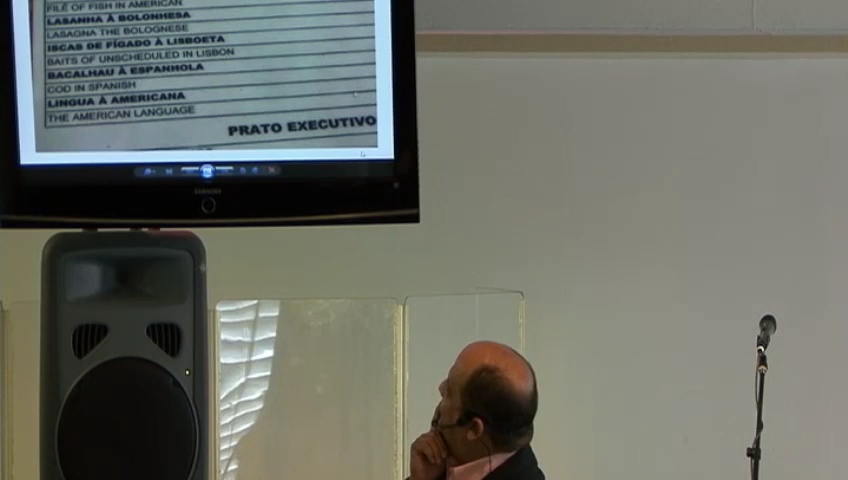 FILÉ OF FISH IN AMERICAN
LASANHA À BOLONHESA
LASAGNA THE BOLOGNESE
ISCAS DE FÍGADO À LISBOETA
BAITS OF UNSCHEDULED IN LISBON
BACALHAU À ESPANHOLA
COD IN SPANISH
LINGUA À AMERICANA
THE AMERICAN LANGUAGE
PRATO EXECUTIVO
SAMSUNG